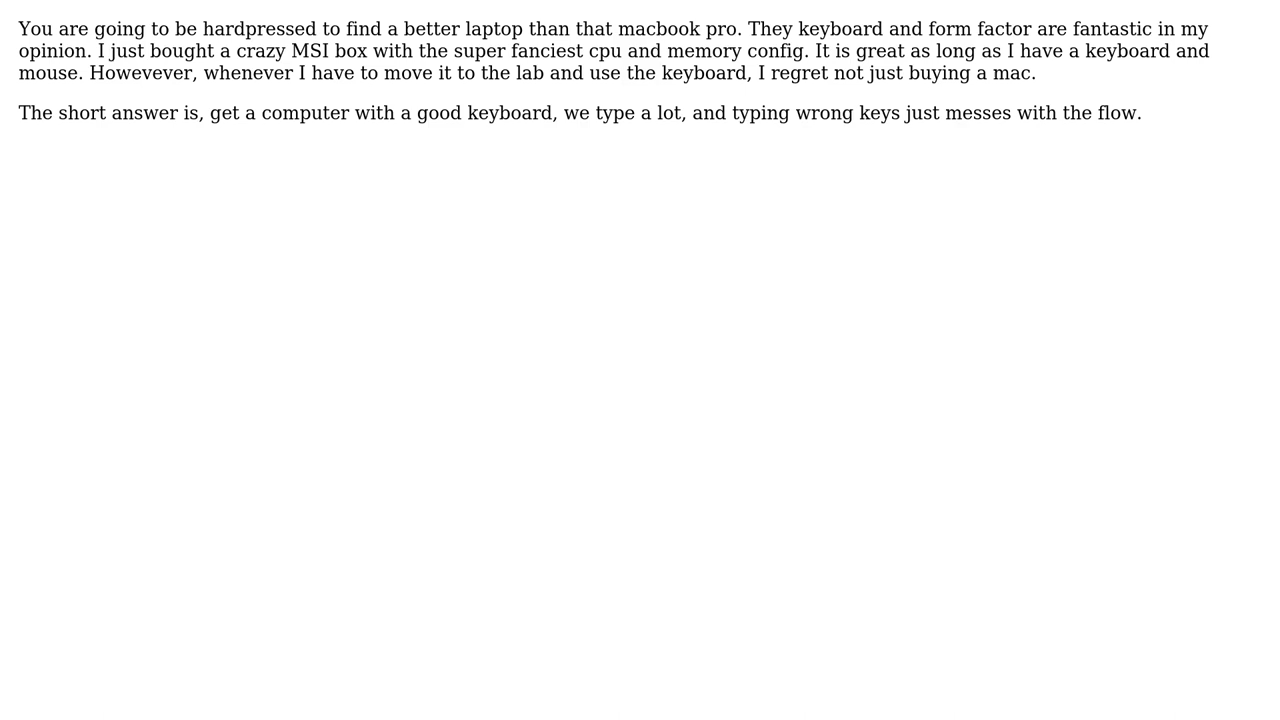 You are going to be hardpressed to find a better laptop than that macbook pro. They keyboard and form factor are fantastic in my
opinion. I just bought a crazy MSI box with the super fanciest cpu and memory config. It is great as long as I have a keyboard and
mouse. Howevever, whenever I have to move it to the lab and use the keyboard, I regret not just buying a mac.
The short answer is, get a computer with a good keyboard, we type a lot, and typing wrong keys just messes with the flow.